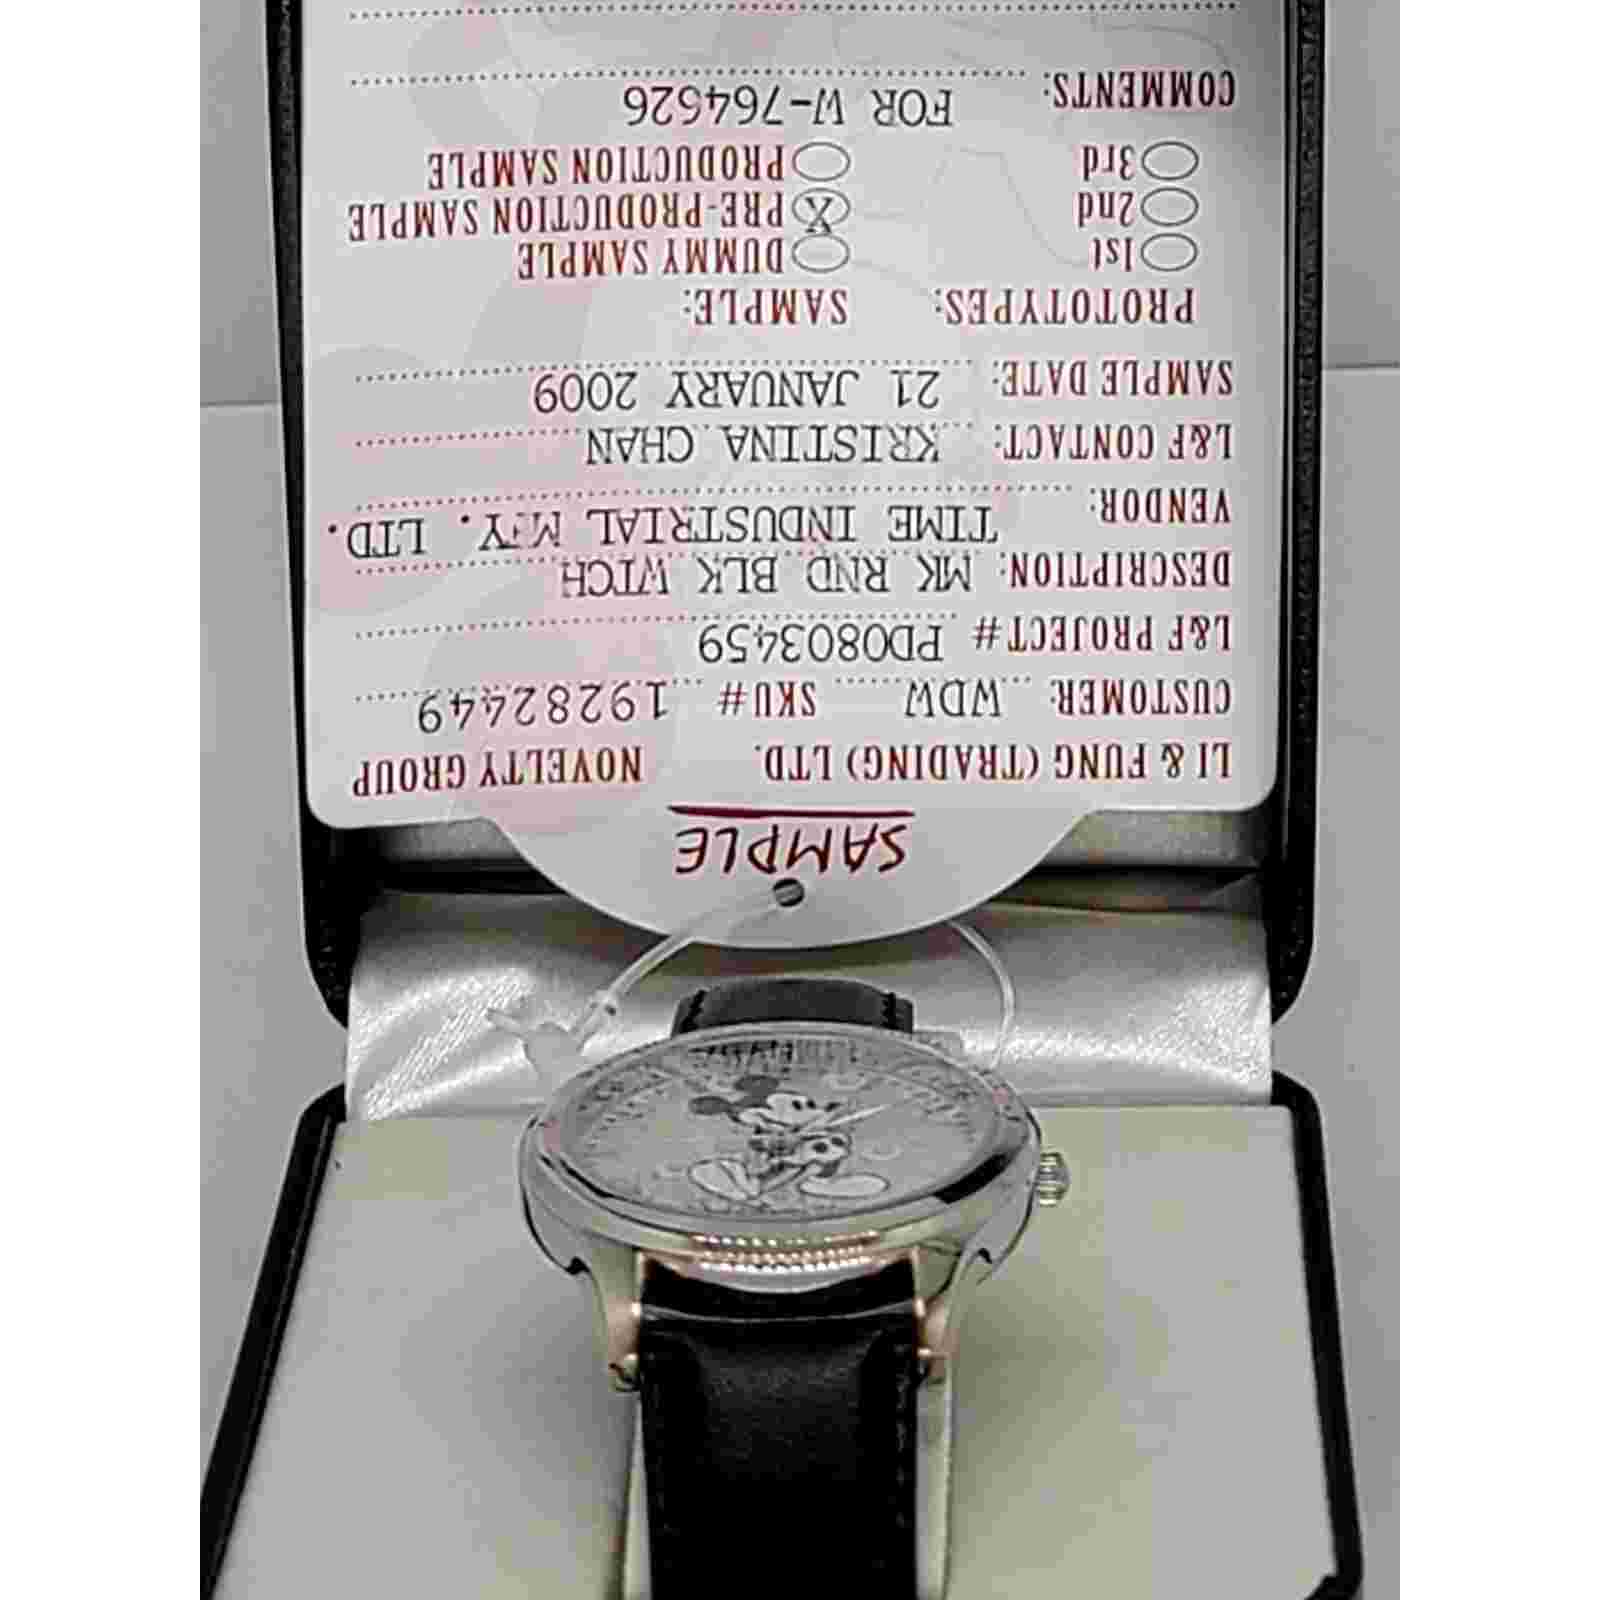 SAMPLE
LI & FUNG (TRADING) LTD. NOVELTY GROUP
CUSTOMER: WDW SKU# 19282449
L&F PROJECT# PD0803459
DESCRIPTION: MK RND BLK WTCH
VENDOR: TIME INDUSTRIAL MFY. LTD.
L&F CONTACT: KRISTINA CHAN
SAMPLE DATE: 21 JANUARY 2009
PROTOTYPES: SAMPLE:
1st DUMMY SAMPLE
2nd X PRE-PRODUCTION SAMPLE
3rd PRODUCTION SAMPLE
COMMENTS: FOR W-764626